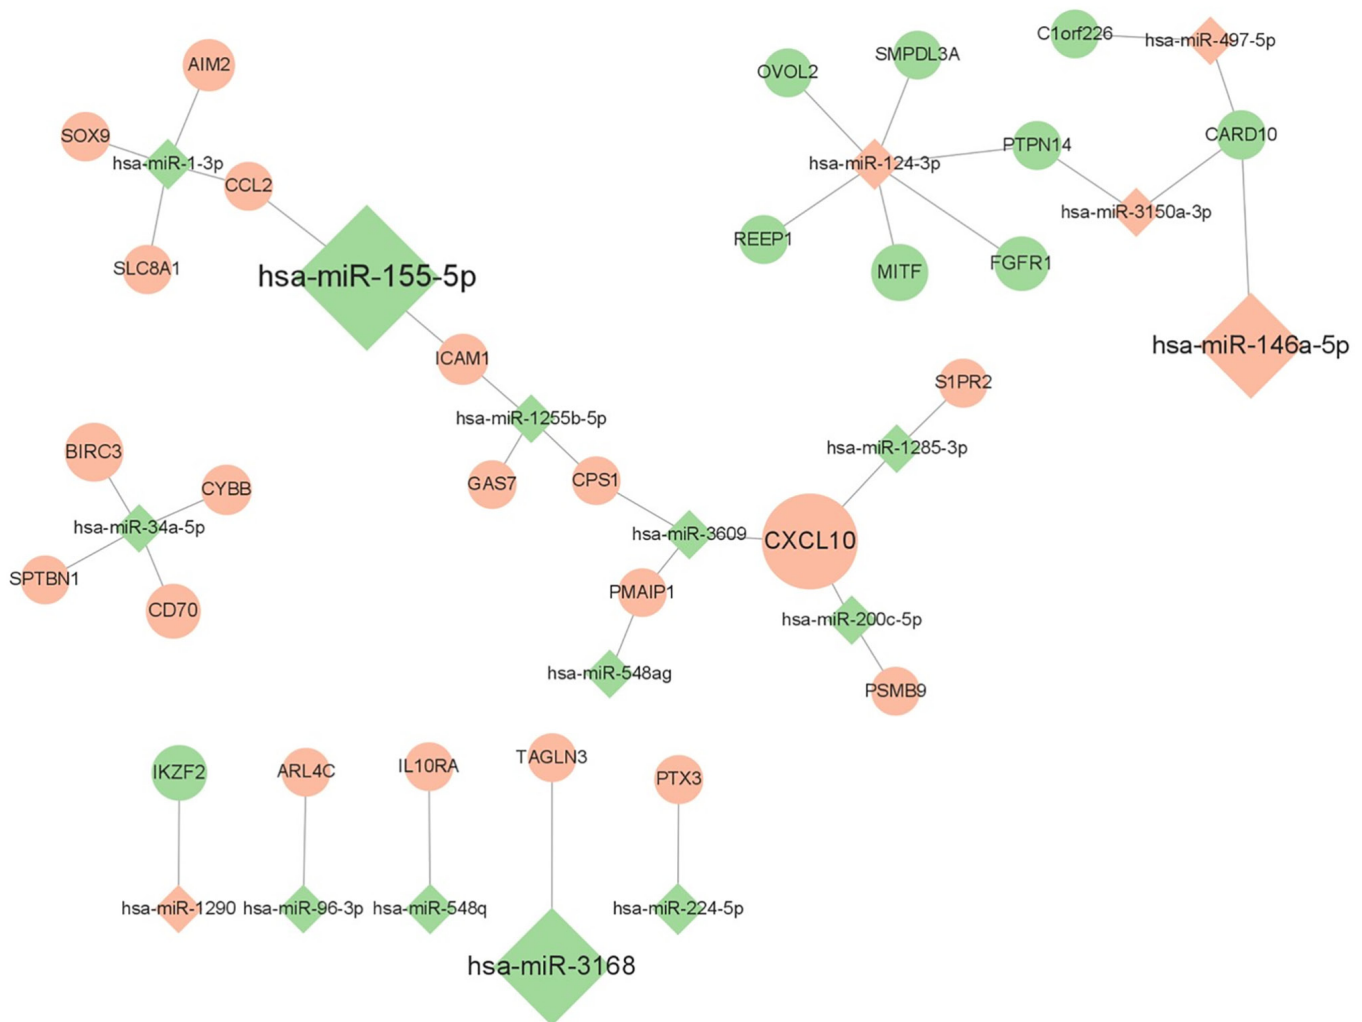 C1orf226
hsa-miR-497-5p
AIM2
OVOL2
SMPDL3A
SOX9
hsa-miR-1-3p
CCL2
SLC8A1
hsa-miR-155-5p
hsa-miR-124-3p
PTPN14
CARD10
hsa-miR-3150a-3p
REEP1
MITF
FGFR1
hsa-miR-146a-5p
ICAM1
hsa-miR-1255b-5p
GAS7
CPS1
S1PR2
hsa-miR-1285-3p
BIRC3
CYBB
hsa-miR-34a-5p
SPTBN1
CD70
hsa-miR-3609
CXCL10
PMAIP1
hsa-miR-200c-5p
hsa-miR-548ag
PSMB9
IKZF2
ARL4C
IL10RA
TAGLN3
PTX3
hsa-miR-1290
hsa-miR-96-3p
hsa-miR-548q
hsa-miR-224-5p
hsa-miR-3168